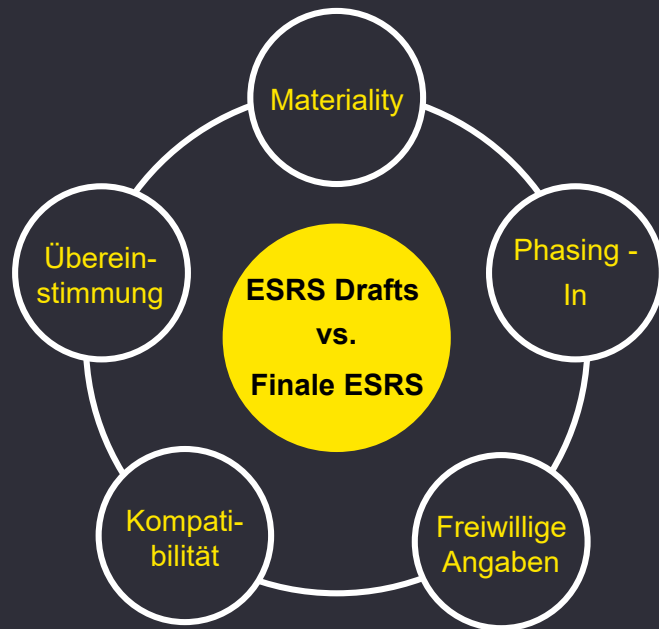 Materiality
Phasing -
In
Freiwillige
Angaben
Kompati-
bilität
Überein-
stimmung
ESRS Drafts
vs.
Finale ESRS